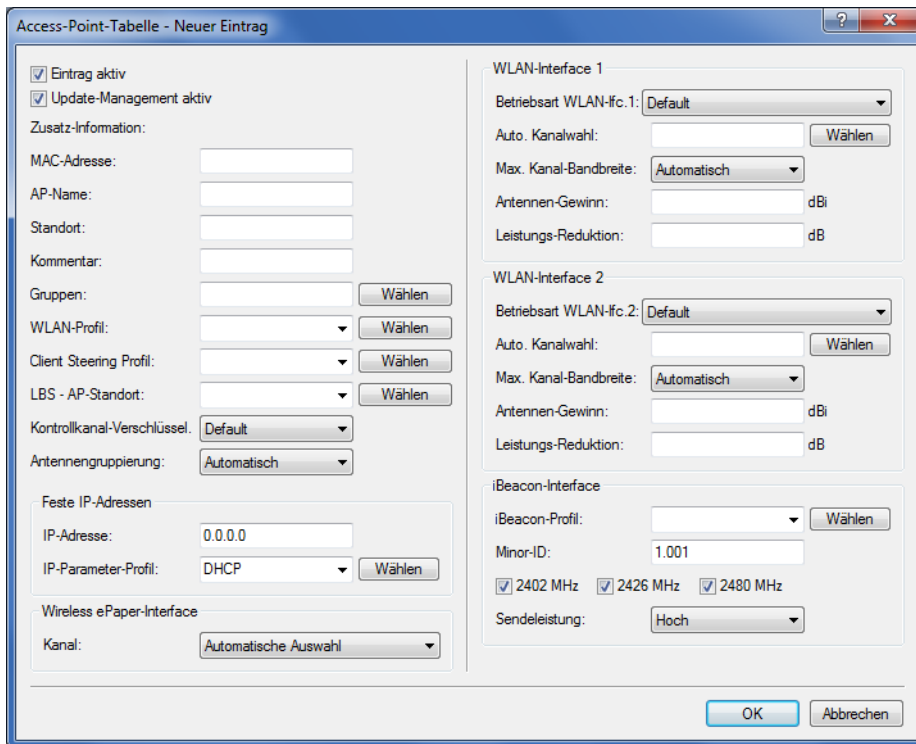 Access-Point-Tabelle - Neuer Eintrag
?
Eintrag aktiv
Update-Management aktiv
Zusatz-Information:
MAC-Adresse:
AP-Name:
Standort:
Kommentar:
Gruppen: Wählen
WLAN-Profil: Wählen
Client Steering Profil: Wählen
LBS - AP-Standort: Wählen
Kontrollkanal-Verschlüssel. Default
Antennengruppierung: Automatisch
Feste IP-Adressen
IP-Adresse: 0.0.0.0
IP-Parameter-Profil: DHCP Wählen
Wireless ePaper-Interface
Kanal: Automatische Auswahl
WLAN-Interface 1
Betriebsart WLAN-Ifc.1: Default
Auto. Kanalwahl: Wählen
Max. Kanal-Bandbreite: Automatisch
Antennen-Gewinn: dBi
Leistungs-Reduktion: dB
WLAN-Interface 2
Betriebsart WLAN-Ifc.2: Default
Auto. Kanalwahl: Wählen
Max. Kanal-Bandbreite: Automatisch
Antennen-Gewinn: dBi
Leistungs-Reduktion: dB
iBeacon-Interface
iBeacon-Profil: Wählen
Minor-ID: 1.001
2402 MHz 2426 MHz 2480 MHz
Sendeleistung: Hoch
OK Abbrechen